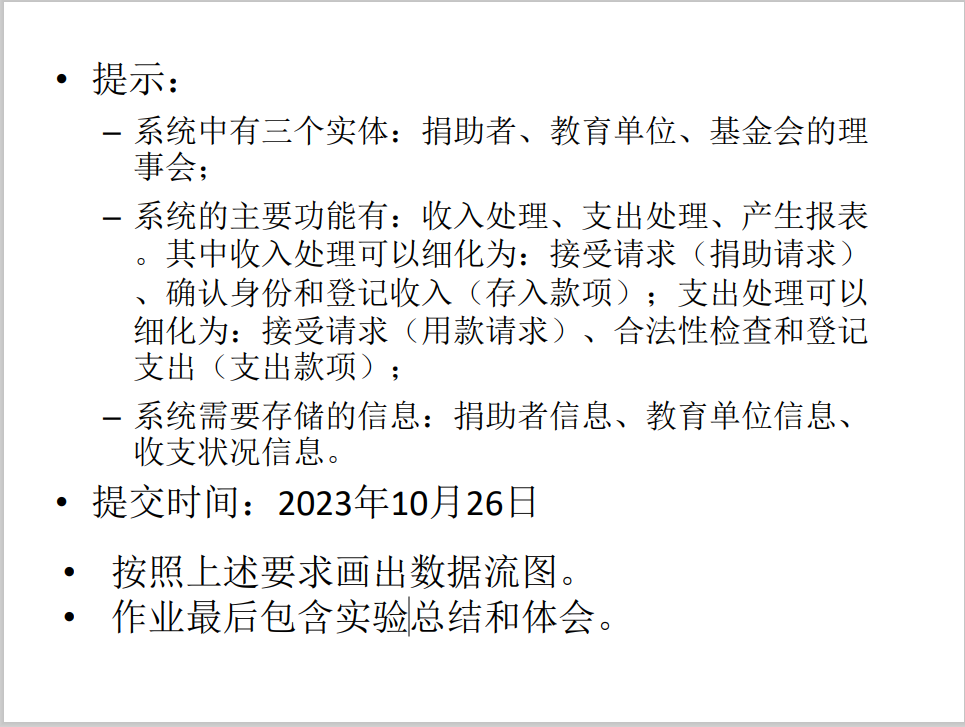 • 提示：
– 系统中有三个实体：捐助者、教育单位、基金会的理
事会；
– 系统的主要功能有：收入处理、支出处理、产生报表
。其中收入处理可以细化为：接受请求（捐助请求）
、确认身份和登记收入（存入款项）；支出处理可以
细化为：接受请求（用款请求）、合法性检查和登记
支出（支出款项）；
– 系统需要存储的信息：捐助者信息、教育单位信息、
收支状况信息。
• 提交时间：2023年10月26日
• 按照上述要求画出数据流图。
• 作业最后包含实验总结和体会。